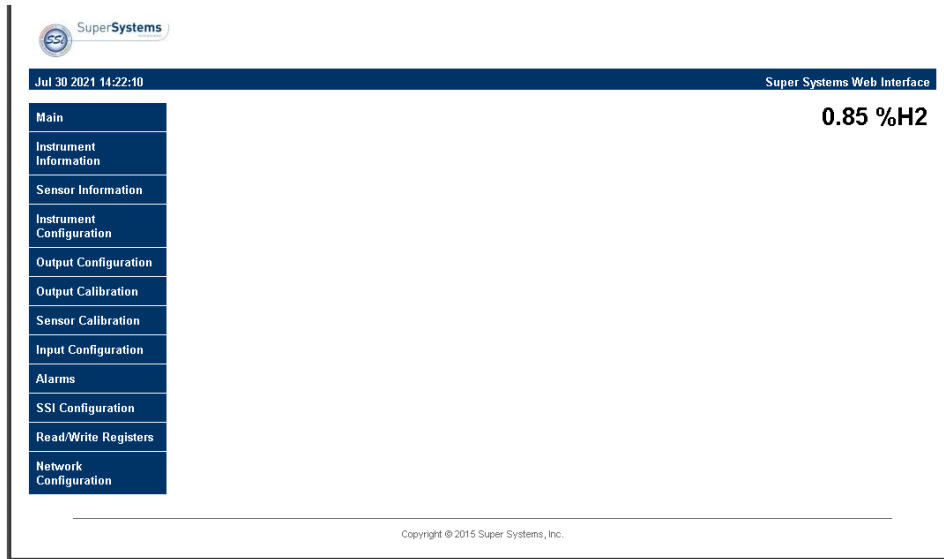 SSi
SuperSystems
Jul 30 2021 14:22:10
Super Systems Web Interface
0.85 %H2
Main
Instrument
Information
Sensor Information
Instrument
Configuration
Output Configuration
Output Calibration
Sensor Calibration
Input Configuration
Alarms
SSI Configuration
Read/Write Registers
Network
Configuration
Copyright © 2015 Super Systems, Inc.